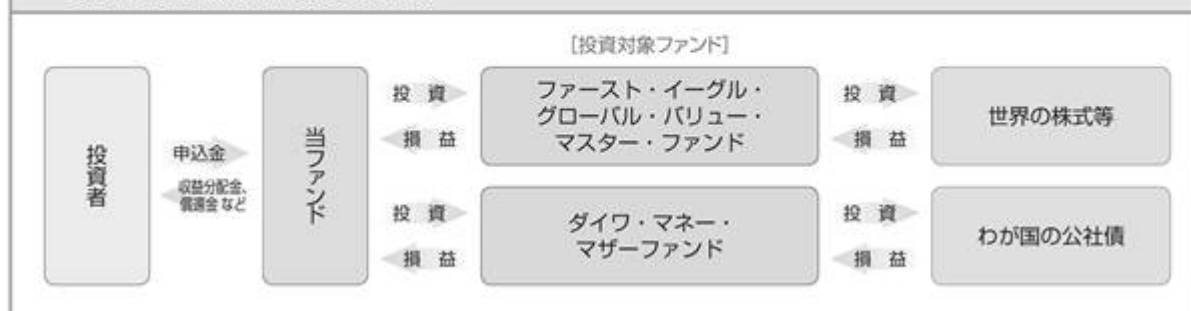 [投資対象ファンド]
投資者
申込金
収益分配金、
償還金 など
当ファンド
投 資
損 益
ファースト・イーグル・
グローバル・バリュー・
マスター・ファンド
投 資
損 益
世界の株式等
投 資
損 益
ダイワ・マネー・
マザーファンド
投 資
損 益
わが国の公社債